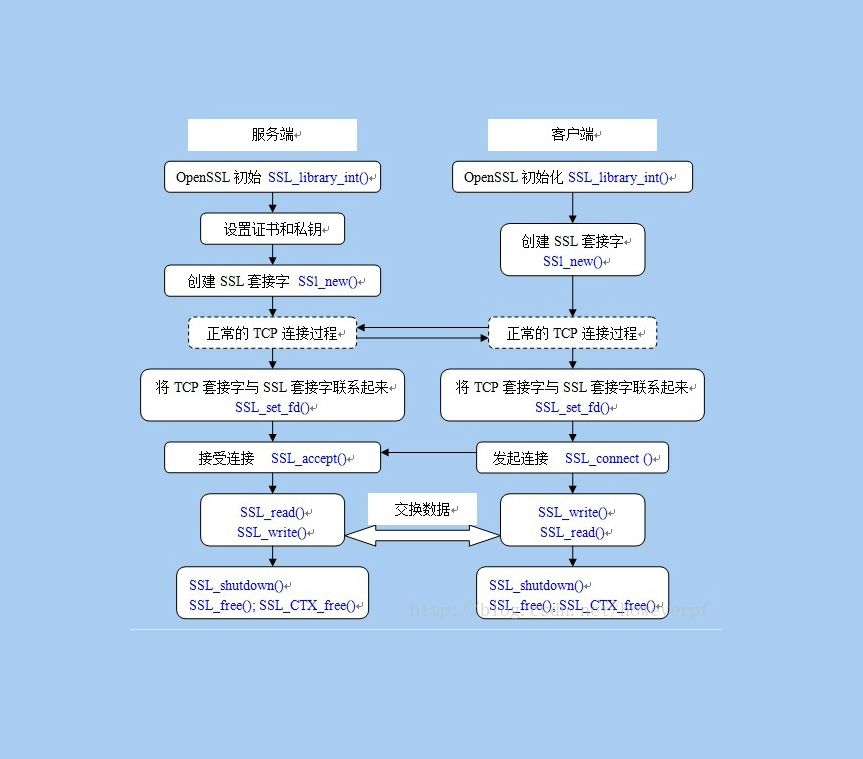 服务端
客户端
OpenSSL 初始 SSL_library_int()
OpenSSL 初始化 SSL_library_int()
设置证书和私钥
创建 SSL 套接字
SSl_new()
创建 SSL 套接字 SSl_new()
正常的 TCP 连接过程
正常的 TCP 连接过程
将 TCP 套接字与 SSL 套接字联系起来
SSL_set_fd()
将 TCP 套接字与 SSL 套接字联系起来
SSL_set_fd()
接受连接 SSL_accept()
发起连接 SSL_connect ()
交换数据
SSL_read()
SSL_write()
SSL_write()
SSL_read()
SSL_shutdown()
SSL_free(); SSL_CTX_free()
SSL_shutdown()
SSL_free(); SSL_CTX_free()
http://blog.csdn.net/howeverpf